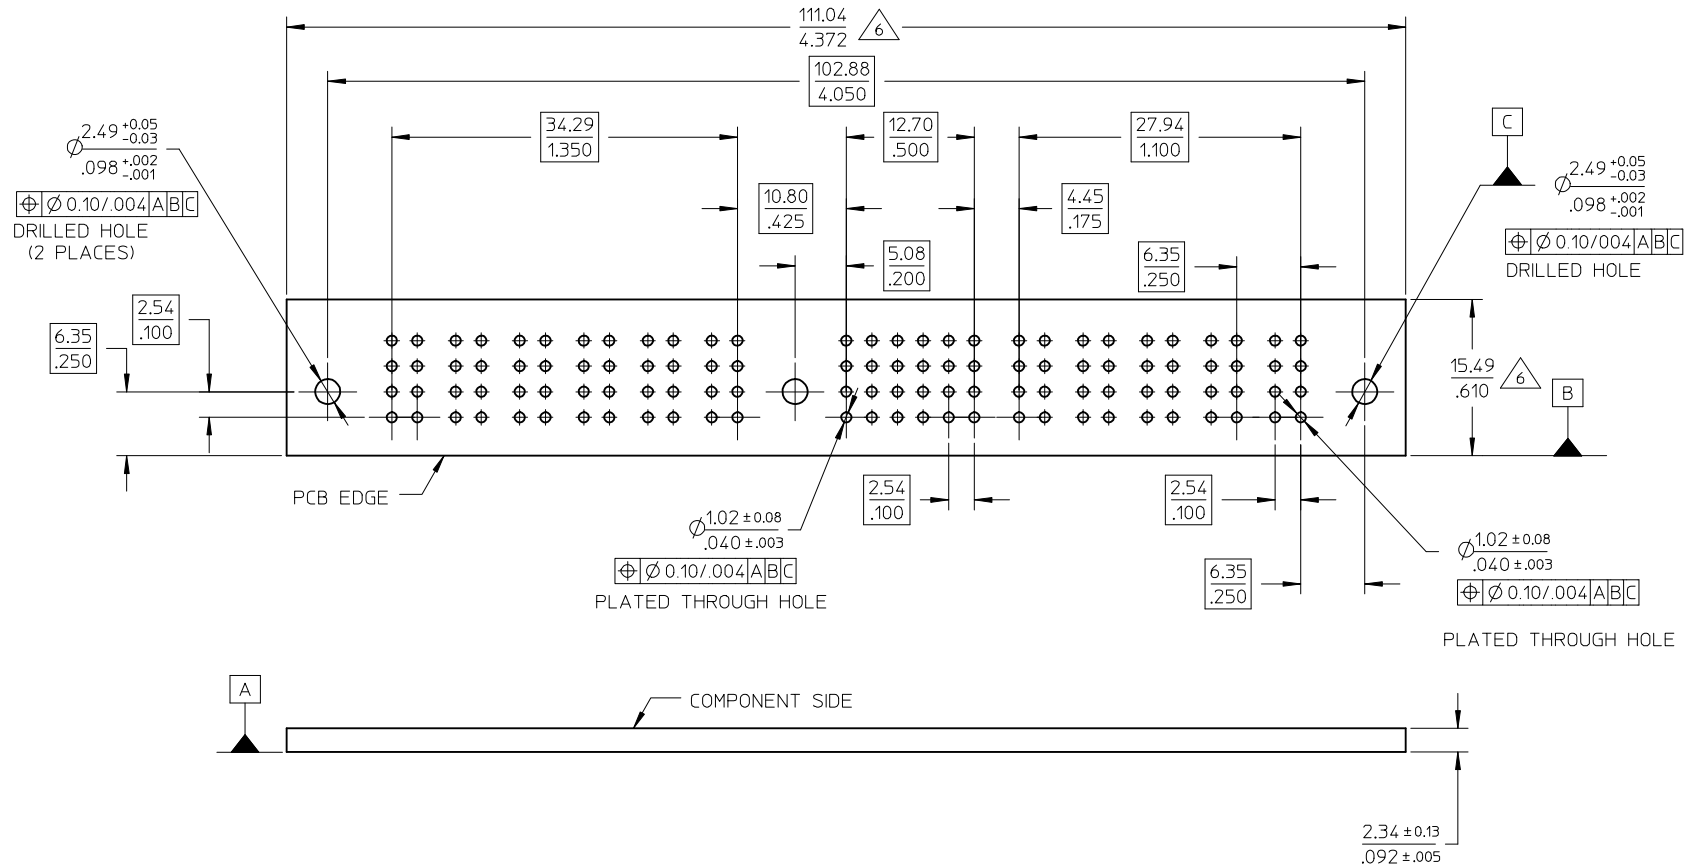 111.04
4.372
6
102.88
4.050
34.29
1.350
12.70
.500
27.94
1.100
C
⌀2.49 +0.05 -0.03
.098 +.002 -.001
⌖ ⌀ 0.10/.004 A B C
DRILLED HOLE
(2 PLACES)
10.80
.425
4.45
.175
⌀2.49 +0.05 -0.03
.098 +.002 -.001
⌖ ⌀ 0.10/004 A B C
DRILLED HOLE
5.08
.200
6.35
.250
2.54
.100
6.35
.250
15.49
.610
6
B
PCB EDGE
2.54
.100
2.54
.100
⌀1.02 ±0.08
.040 ±.003
⌖ ⌀ 0.10/.004 A B C
PLATED THROUGH HOLE
6.35
.250
⌀1.02 ±0.08
.040 ±.003
⌖ ⌀ 0.10/.004 A B C
PLATED THROUGH HOLE
A
COMPONENT SIDE
2.34 ±0.13
.092 ±.005